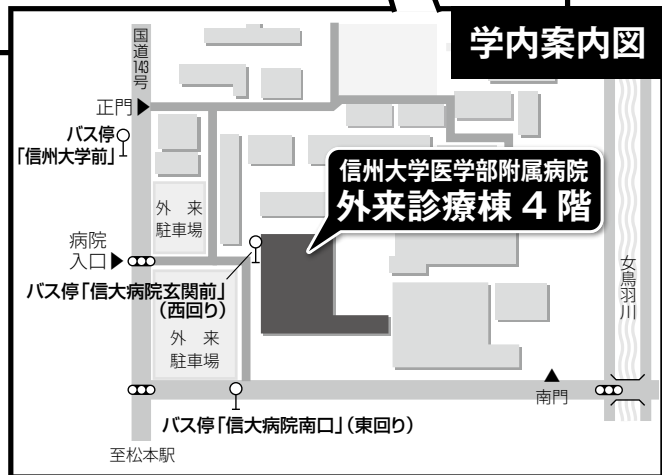 学内案内図
国道143号
正門
バス停
「信州大学前」
信州大学医学部附属病院
外来診療棟 4 階
外 来
駐車場
病院
入口
バス停「信大病院玄関前」
(西回り)
女鳥羽川
外 来
駐車場
南門
バス停「信大病院南口」(東回り)
至松本駅